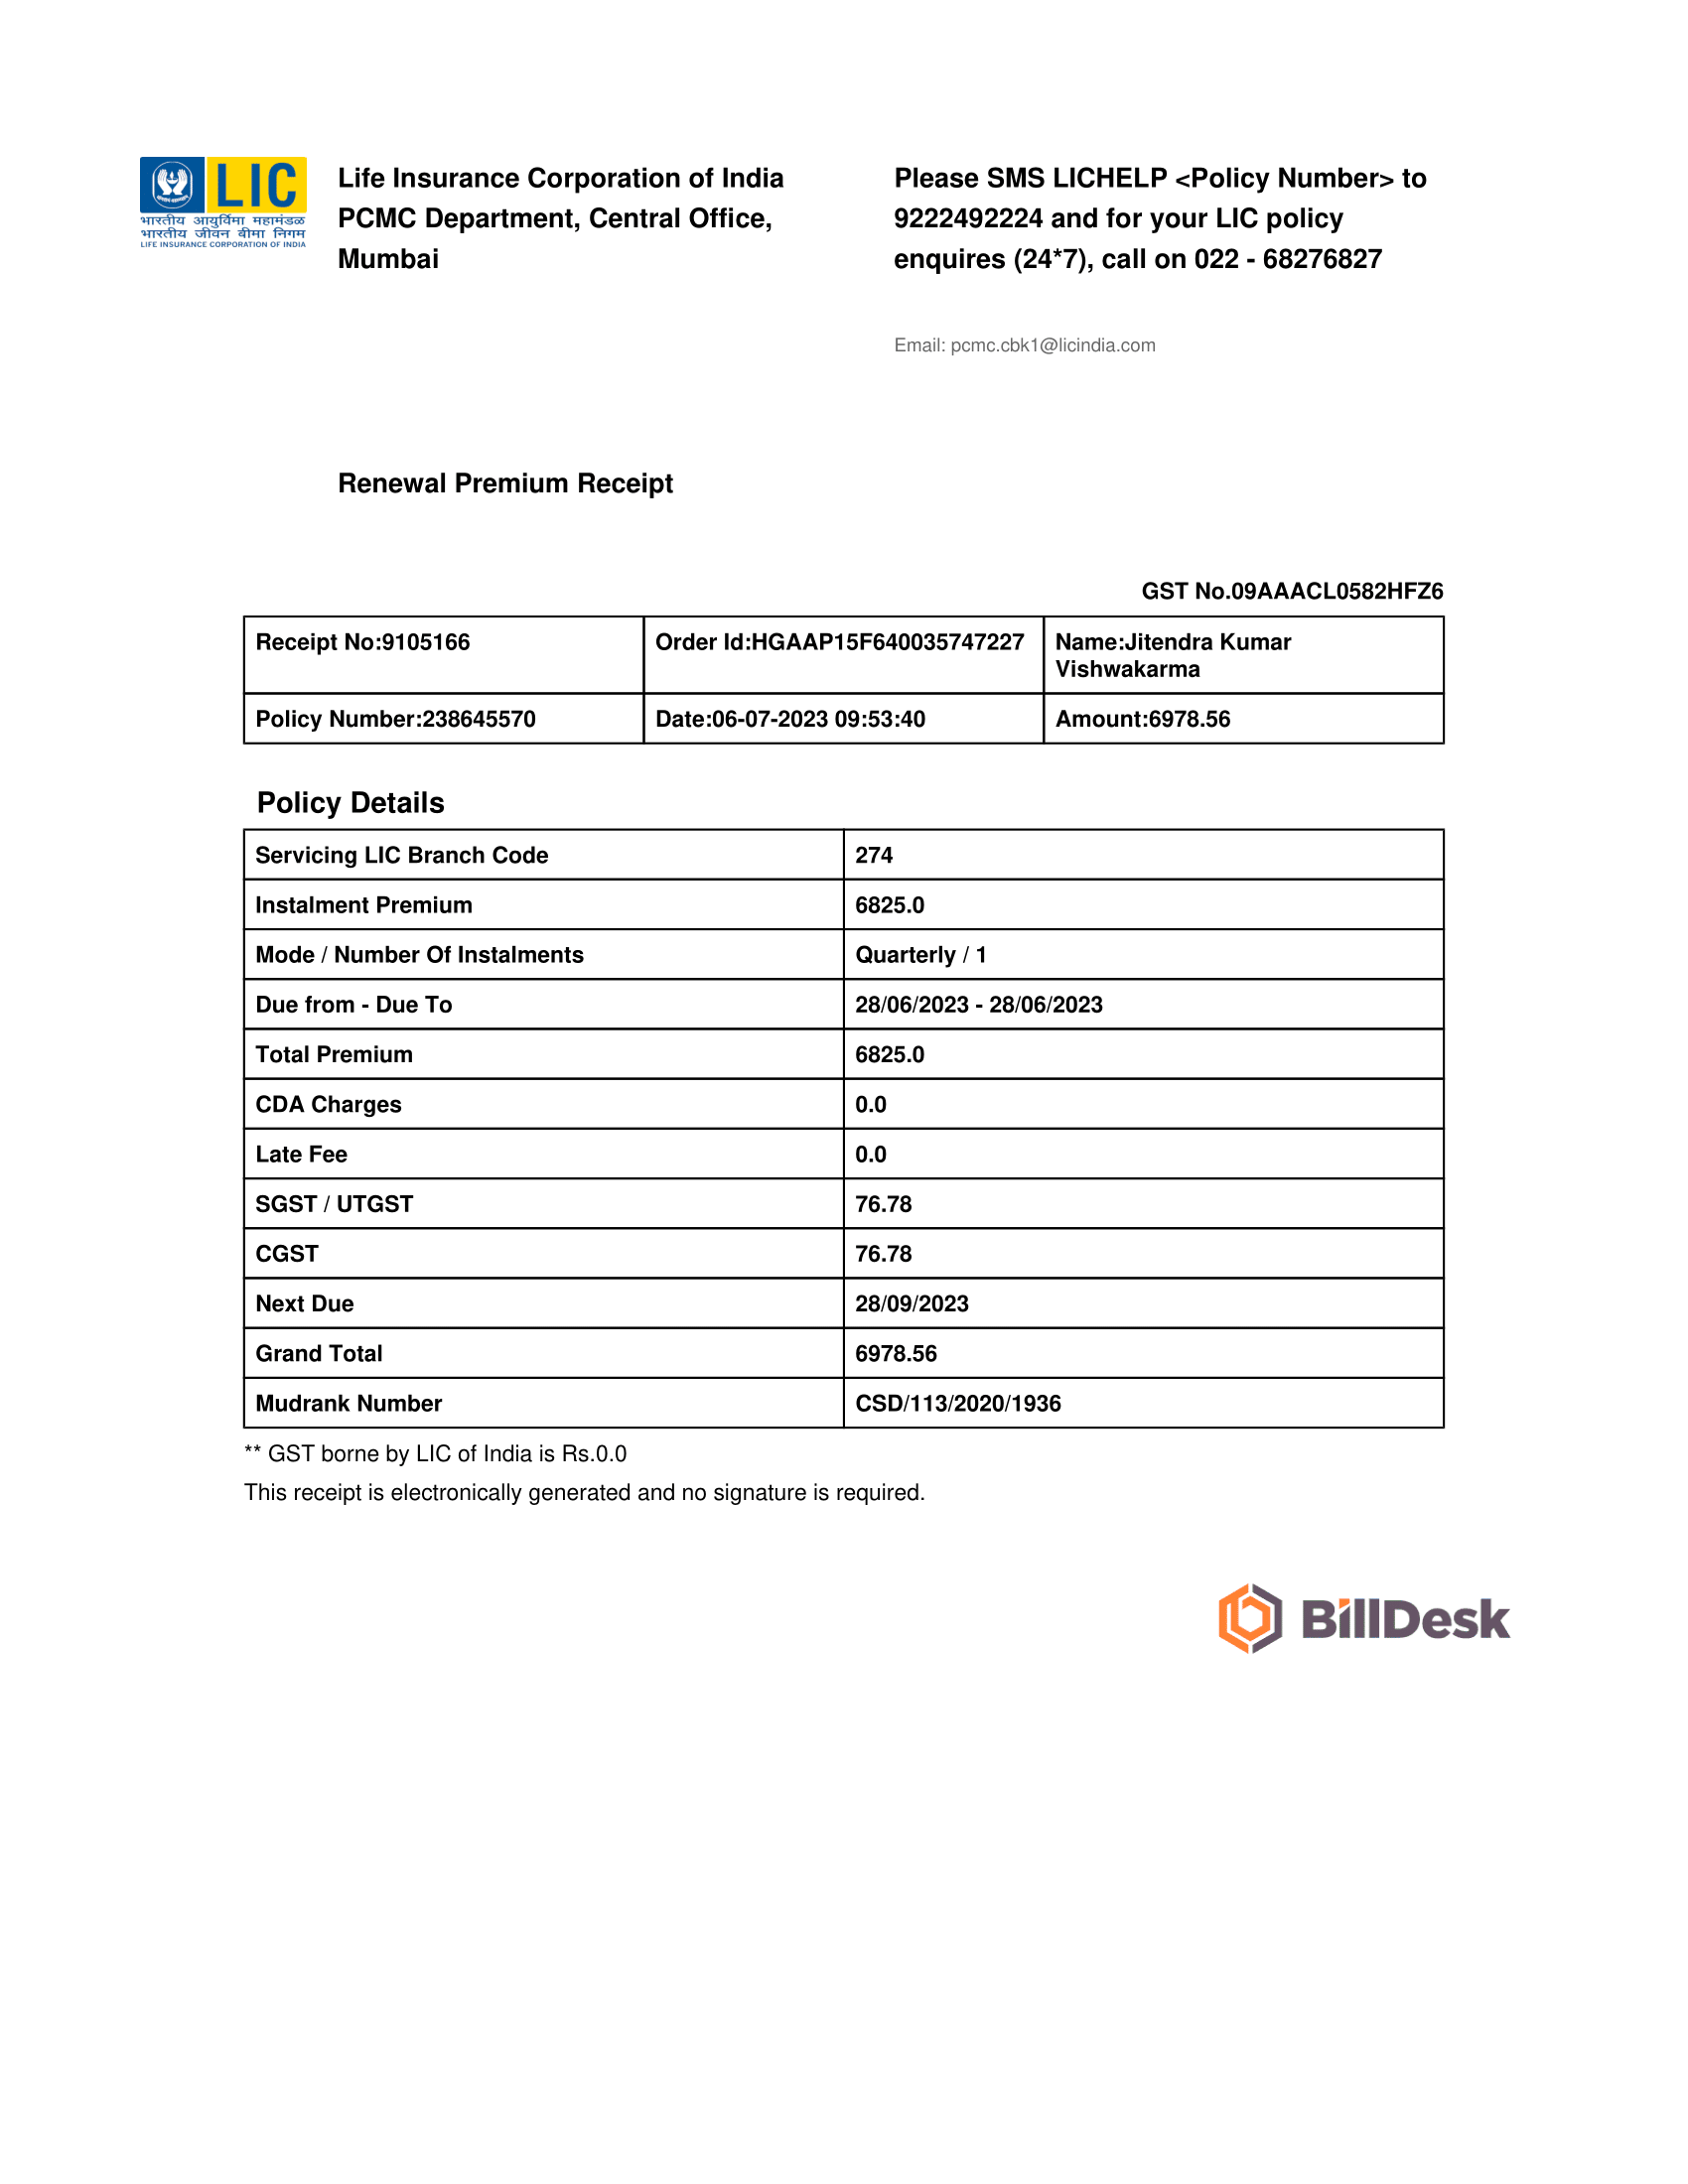 LIC
भारतीय आयुर्विमा महामंडळ
भारतीय जीवन बीमा निगम
LIFE INSURANCE CORPORATION OF INDIA
Life Insurance Corporation of India
PCMC Department, Central Office,
Mumbai
Please SMS LICHELP <Policy Number> to
9222492224 and for your LIC policy
enquires (24*7), call on 022 - 68276827
Email: pcmc.cbk1@licindia.com
Renewal Premium Receipt
GST No.09AAACL0582HFZ6
Receipt No:9105166 Order Id:HGAAP15F640035747227 Name:Jitendra Kumar
Vishwakarma
Policy Number:238645570 Date:06-07-2023 09:53:40 Amount:6978.56
Policy Details
Servicing LIC Branch Code 274
Instalment Premium 6825.0
Mode / Number Of Instalments Quarterly / 1
Due from - Due To 28/06/2023 - 28/06/2023
Total Premium 6825.0
CDA Charges 0.0
Late Fee 0.0
SGST / UTGST 76.78
CGST 76.78
Next Due 28/09/2023
Grand Total 6978.56
Mudrank Number CSD/113/2020/1936
** GST borne by LIC of India is Rs.0.0
This receipt is electronically generated and no signature is required.
BillDesk